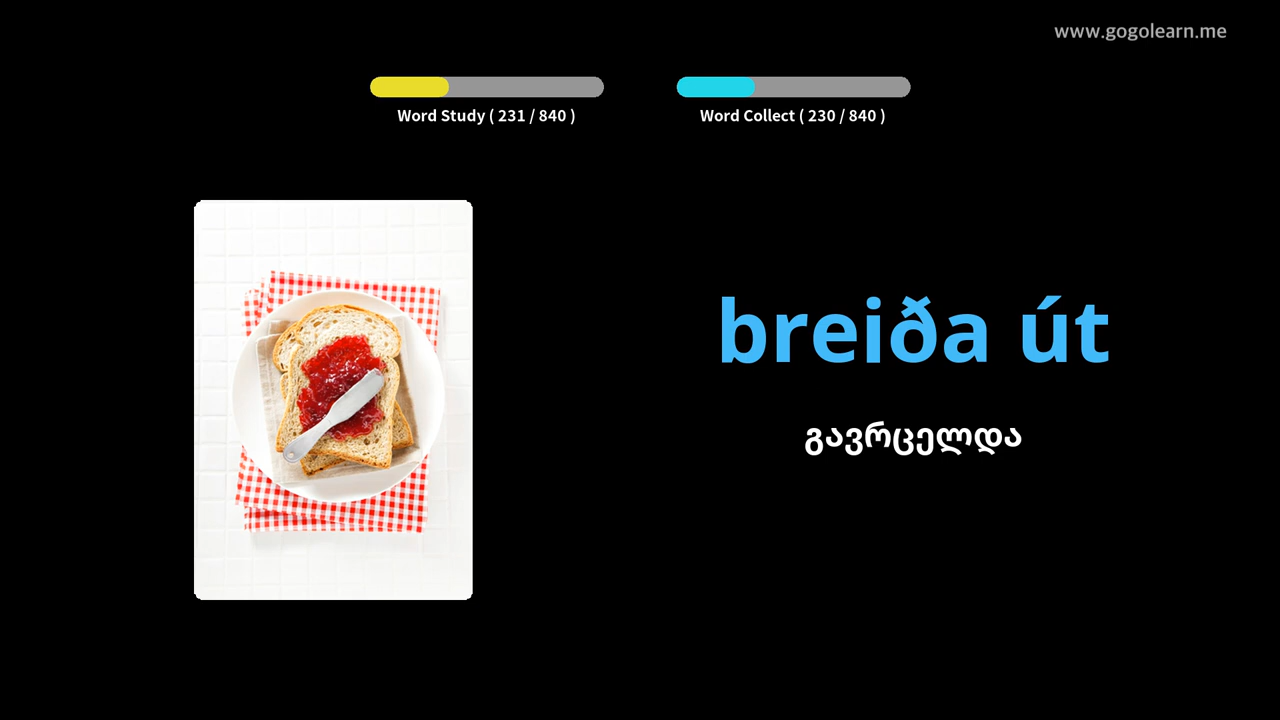 www.gogolearn.me
Word Study ( 231 / 840 )
Word Collect ( 230 / 840 )
breiða út
გავრცელდა